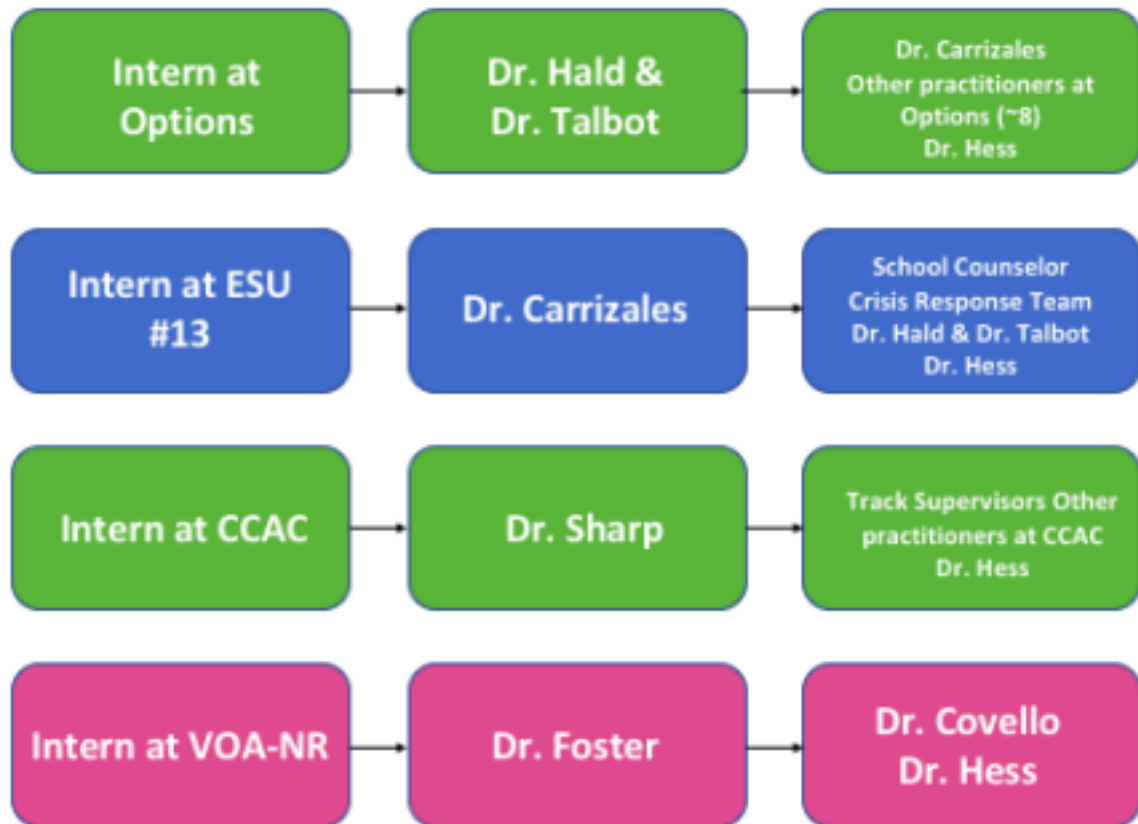 Intern at
Options
Dr. Hald &
Dr. Talbot
Dr. Carrizales
Other practitioners at
Options (~8)
Dr. Hess
Intern at ESU
#13
Dr. Carrizales
School Counselor
Crisis Response Team
Dr. Hald & Dr. Talbot
Dr. Hess
Intern at CCAC
Dr. Sharp
Track Supervisors Other
practitioners at CCAC
Dr. Hess
Intern at VOA-NR
Dr. Foster
Dr. Covello
Dr. Hess